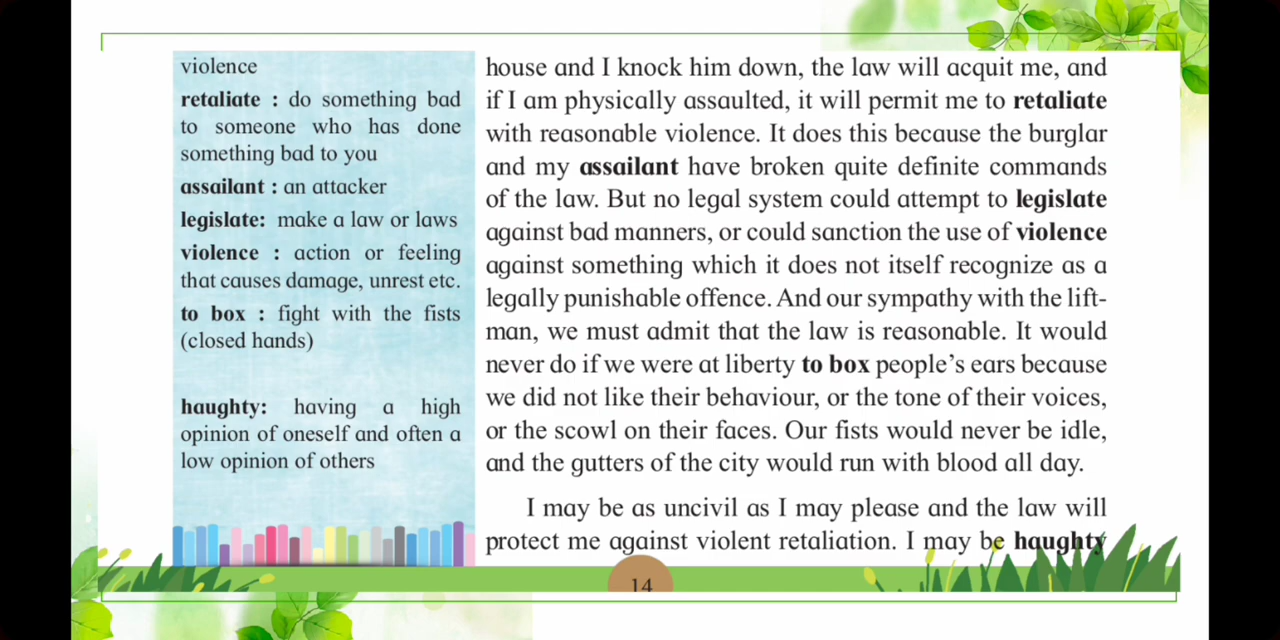 violence
retaliate : do something bad
to someone who has done
something bad to you
assailant : an attacker
legislate: make a law or laws
violence : action or feeling
that causes damage, unrest etc.
to box : fight with the fists
(closed hands)
haughty: having a high
opinion of oneself and often a
low opinion of others
house and I knock him down, the law will acquit me, and
if I am physically assaulted, it will permit me to retaliate
with reasonable violence. It does this because the burglar
and my assailant have broken quite definite commands
of the law. But no legal system could attempt to legislate
against bad manners, or could sanction the use of violence
against something which it does not itself recognize as a
legally punishable offence. And our sympathy with the lift-
man, we must admit that the law is reasonable. It would
never do if we were at liberty to box people's ears because
we did not like their behaviour, or the tone of their voices,
or the scowl on their faces. Our fists would never be idle,
and the gutters of the city would run with blood all day.
I may be as uncivil as I may please and the law will
protect me against violent retaliation. I may be haughty
14